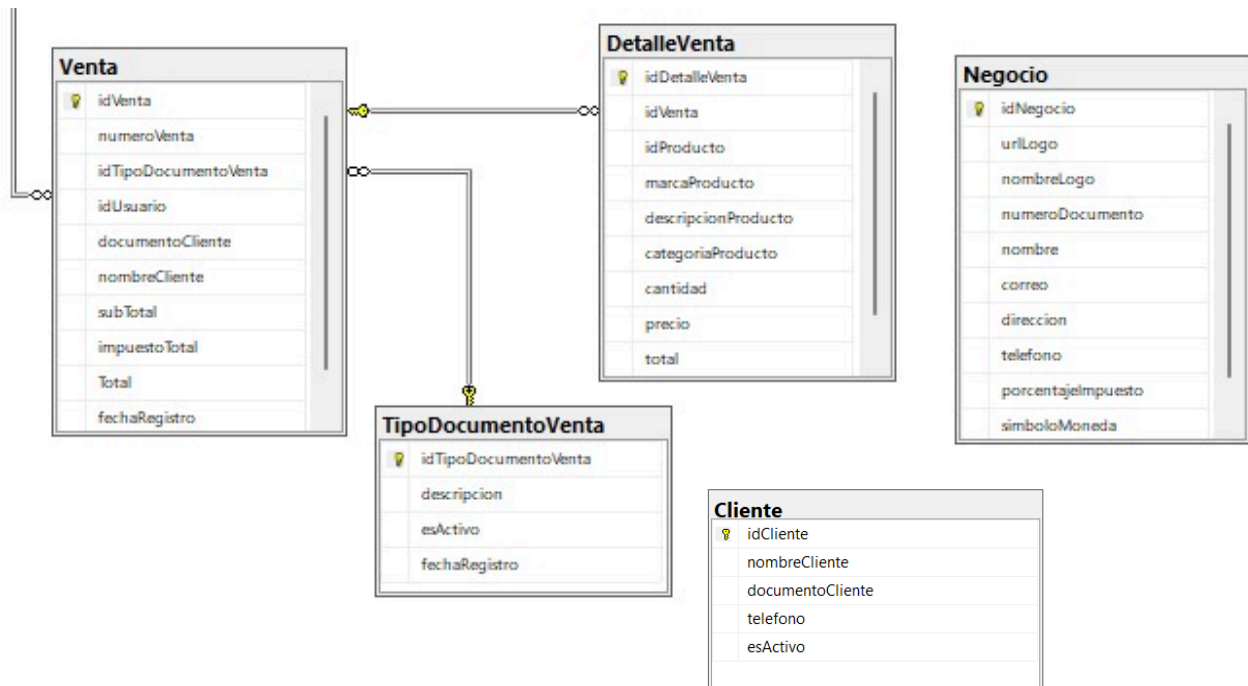 Venta
idVenta
numeroVenta
idTipoDocumentoVenta
idUsuario
documentoCliente
nombreCliente
subTotal
impuestoTotal
Total
fechaRegistro
DetalleVenta
idDetalleVenta
idVenta
idProducto
marcaProducto
descripcionProducto
categoriaProducto
cantidad
precio
total
Negocio
idNegocio
urlLogo
nombreLogo
numeroDocumento
nombre
correo
direccion
telefono
porcentajeImpuesto
simboloMoneda
TipoDocumentoVenta
idTipoDocumentoVenta
descripcion
esActivo
fechaRegistro
Cliente
idCliente
nombreCliente
documentoCliente
telefono
esActivo